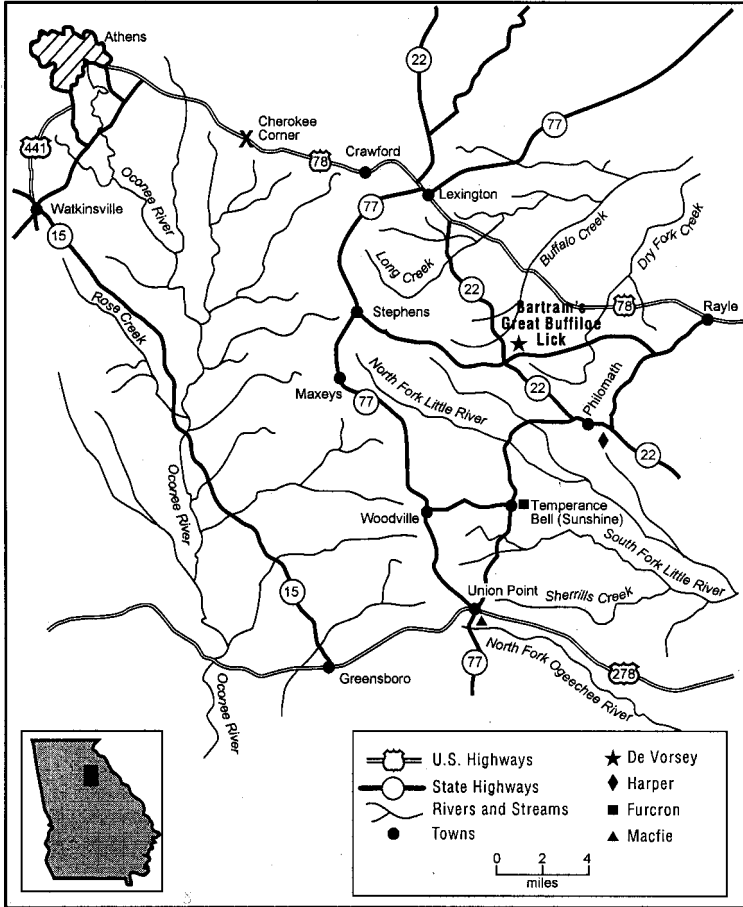 Athens
22
77
Cherokee
Corner
441
78
Crawford
Oconee River
Lexington
Watkinsville
77
15
Long Creek
Buffalo Creek
Dry Fork Creek
22
Rose Creek
Stephens
Bartram's
Great Buffiloe
Lick
78
Rayle
North Fork Little River
22
Philomath
Maxeys
77
22
Oconee River
Woodville
Temperance
Bell (Sunshine)
South Fork Little River
Union Point
Sherrills Creek
15
77
North Fork Ogeechee River
278
Greensboro
Oconee River
U.S. Highways
State Highways
Rivers and Streams
Towns
De Vorsey
Harper
Furcron
Macfie
0 2 4
miles